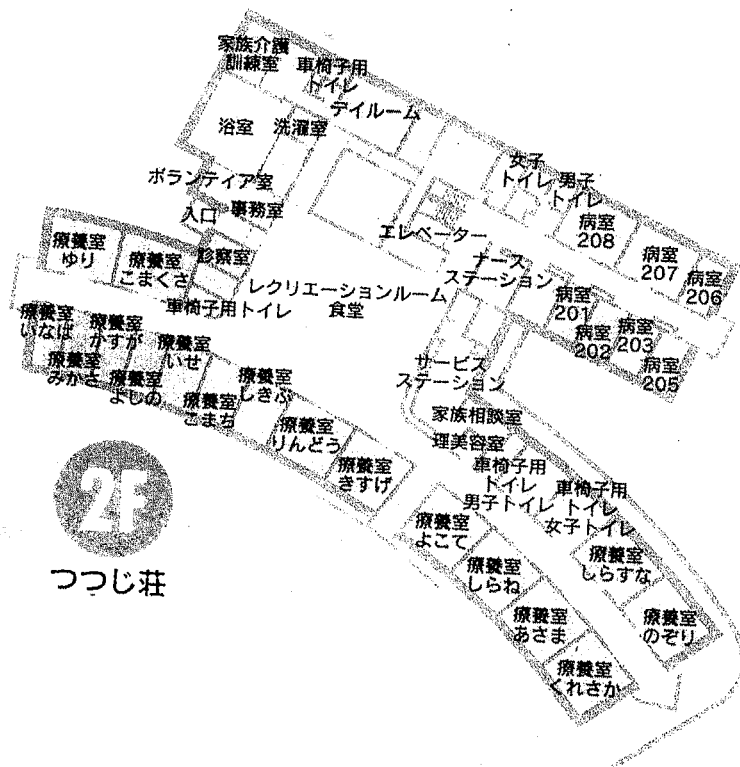 家族介護
訓練室
車椅子用
トイレ
デイルーム
浴室
洗濯室
女子
トイレ
男子
トイレ
ボランティア室
入口
事務室
エレベーター
病室
208
病室
207
病室
206
療養室
ゆり
療養室
こまくさ
診察室
ナース
ステーション
レクリエーションルーム
食堂
車椅子用トイレ
病室
201
病室
202
病室
203
病室
205
療養室
いなば
療養室
みかさ
療養室
かすが
療養室
よしの
療養室
いせ
療養室
こまち
療養室
しきぶ
療養室
りんどう
療養室
きすげ
サービス
ステーション
家族相談室
理美容室
車椅子用
トイレ
男子トイレ
車椅子用
トイレ
女子トイレ
療養室
よこて
療養室
しらね
療養室
あさま
療養室
くれさか
療養室
しらすな
療養室
のぞり
2F
つつじ荘